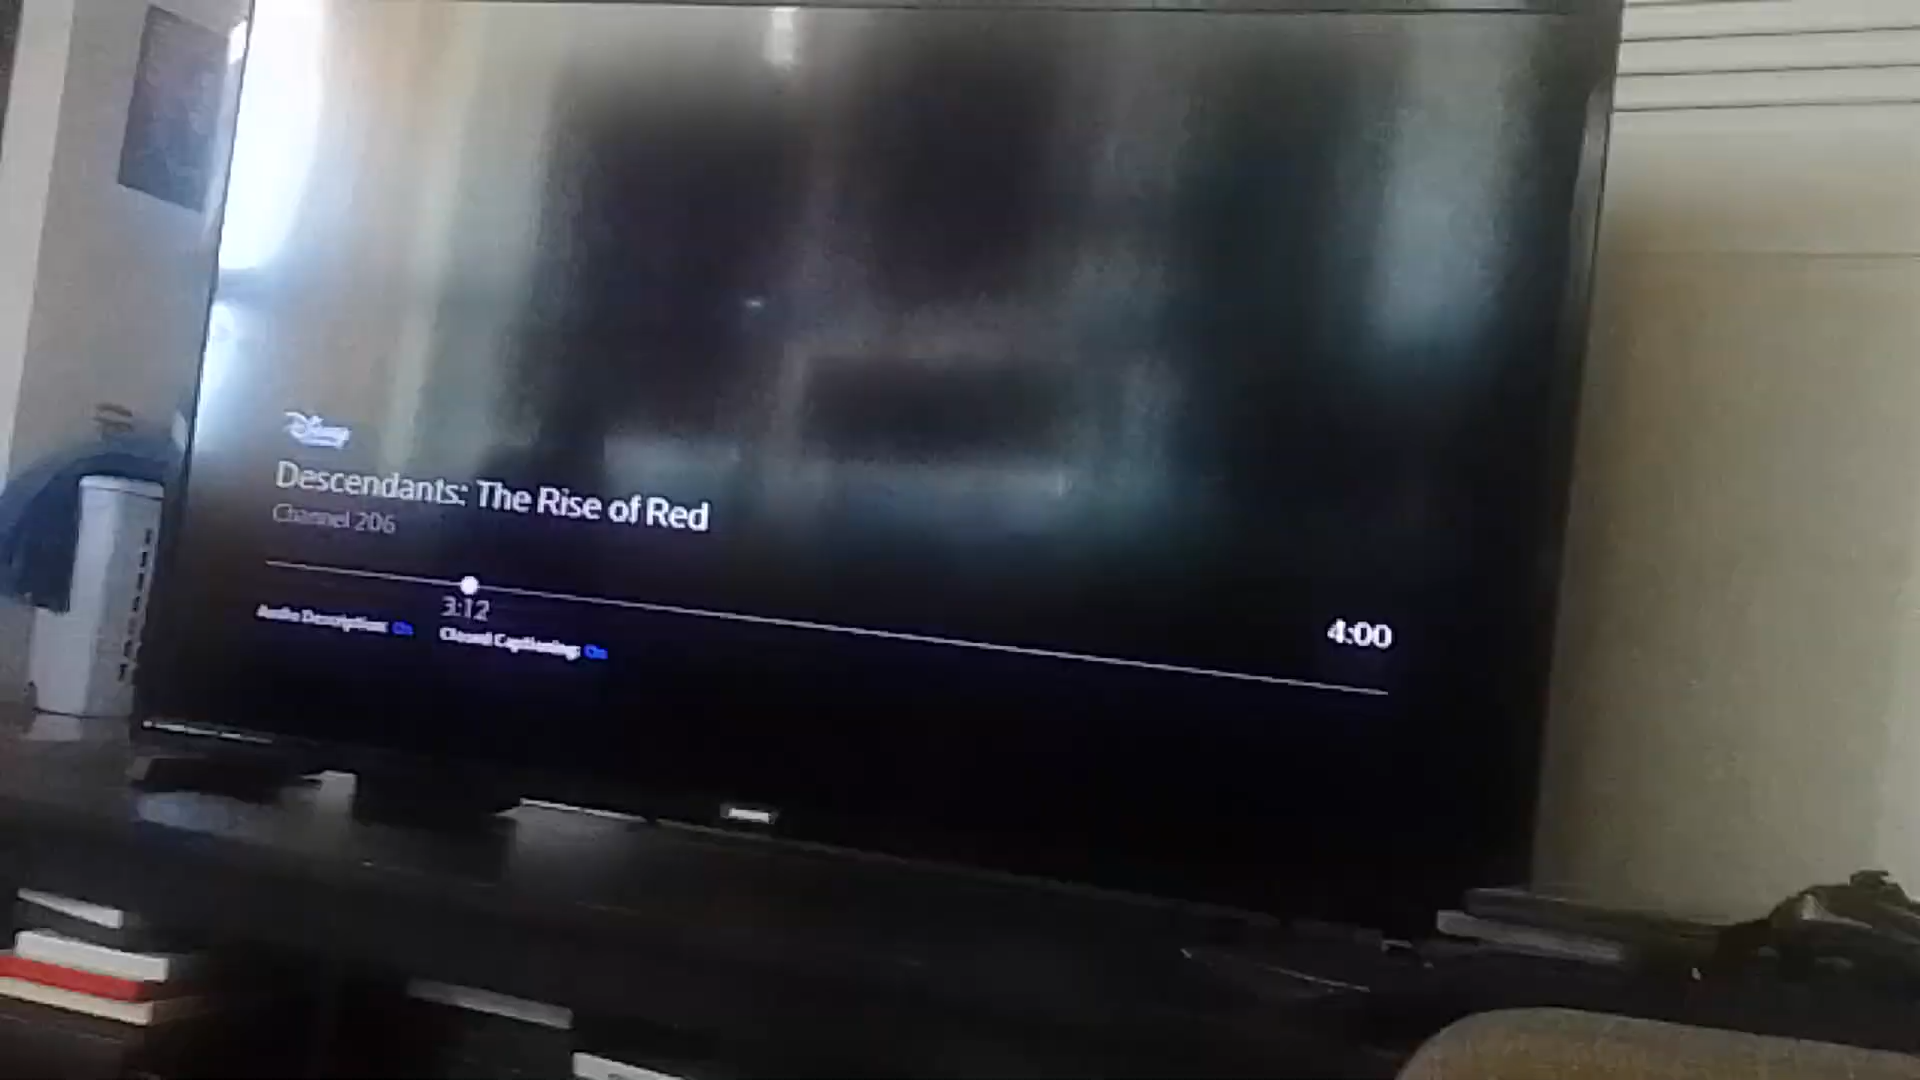 Disney
Descendants: The Rise of Red
Channel 206
3:12
4:00
Audio Description: On
Closed Captioning: On